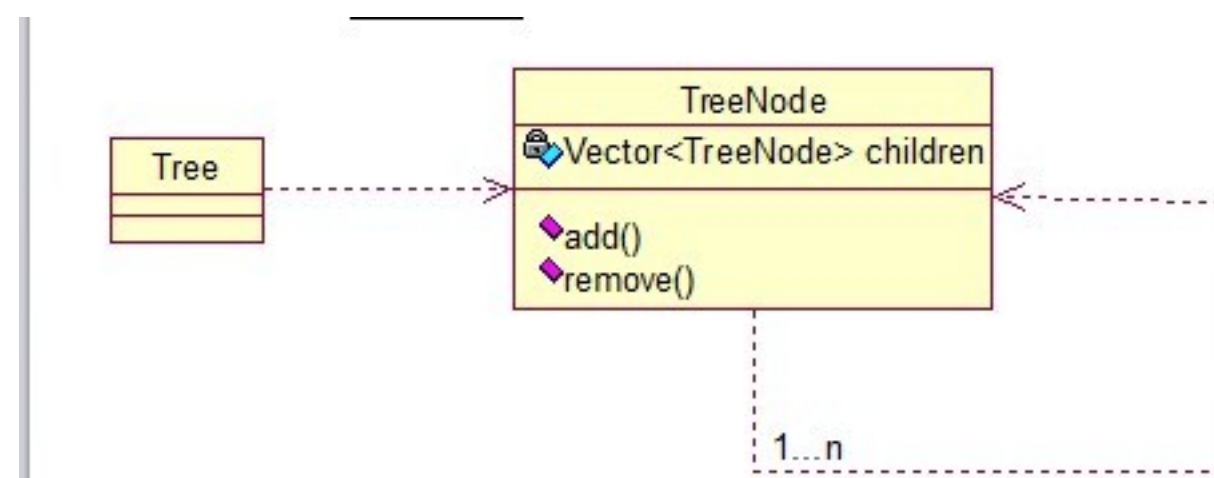 Tree
TreeNode
Vector<TreeNode> children
add()
remove()
1...n